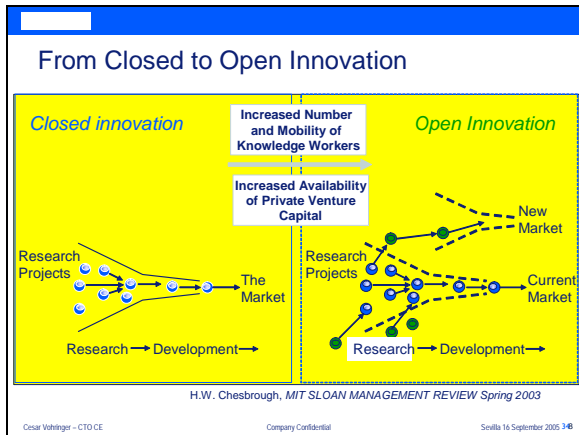 From Closed to Open Innovation
Closed innovation
Increased Number
and Mobility of
Knowledge Workers
Increased Availability
of Private Venture
Capital
Open Innovation
Research
Projects
The
Market
Research
Development
New
Market
Research
Projects
Current
Market
Research
Development
H.W. Chesbrough, MIT SLOAN MANAGEMENT REVIEW Spring 2003
Cesar Vohringer – CTO CE
Company Confidential
Sevilla 16 September 2005